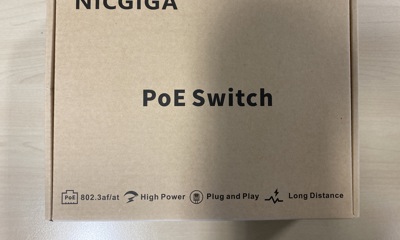 NICGIGA
PoE Switch
PoE 802.3af/at High Power Plug and Play Long Distance